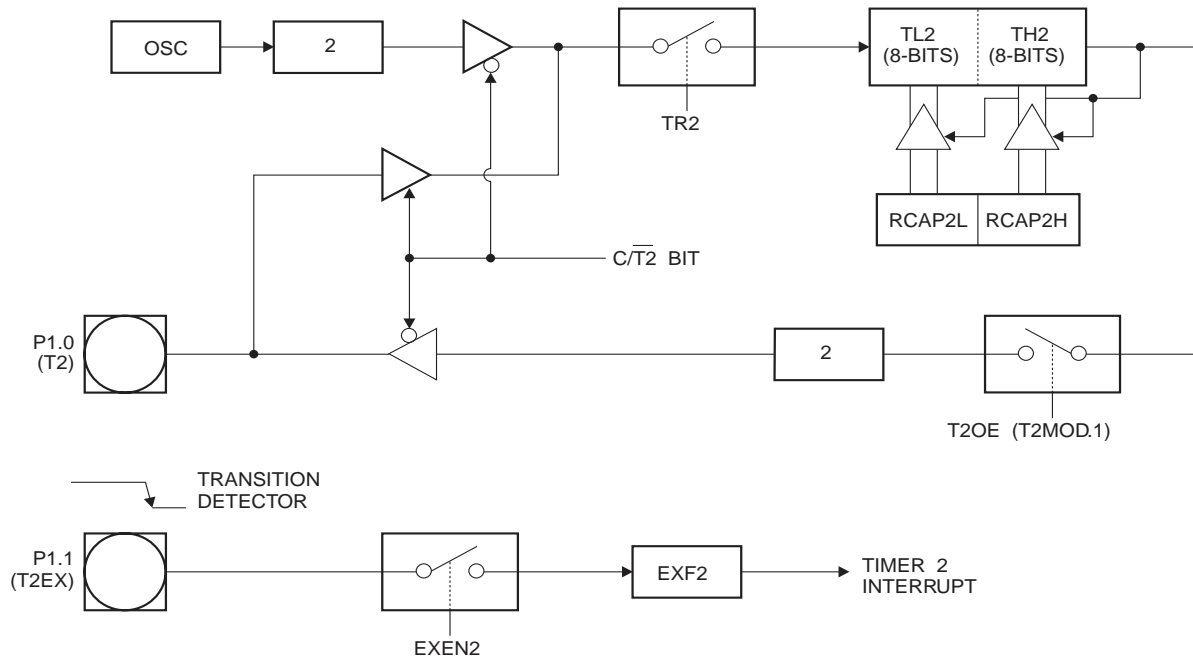 OSC
2
TR2
TL2
(8-BITS)
TH2
(8-BITS)
RCAP2L
RCAP2H
C/T2̅ BIT
P1.0
(T2)
2
T2OE (T2MOD.1)
TRANSITION
DETECTOR
P1.1
(T2EX)
EXEN2
EXF2
TIMER 2
INTERRUPT